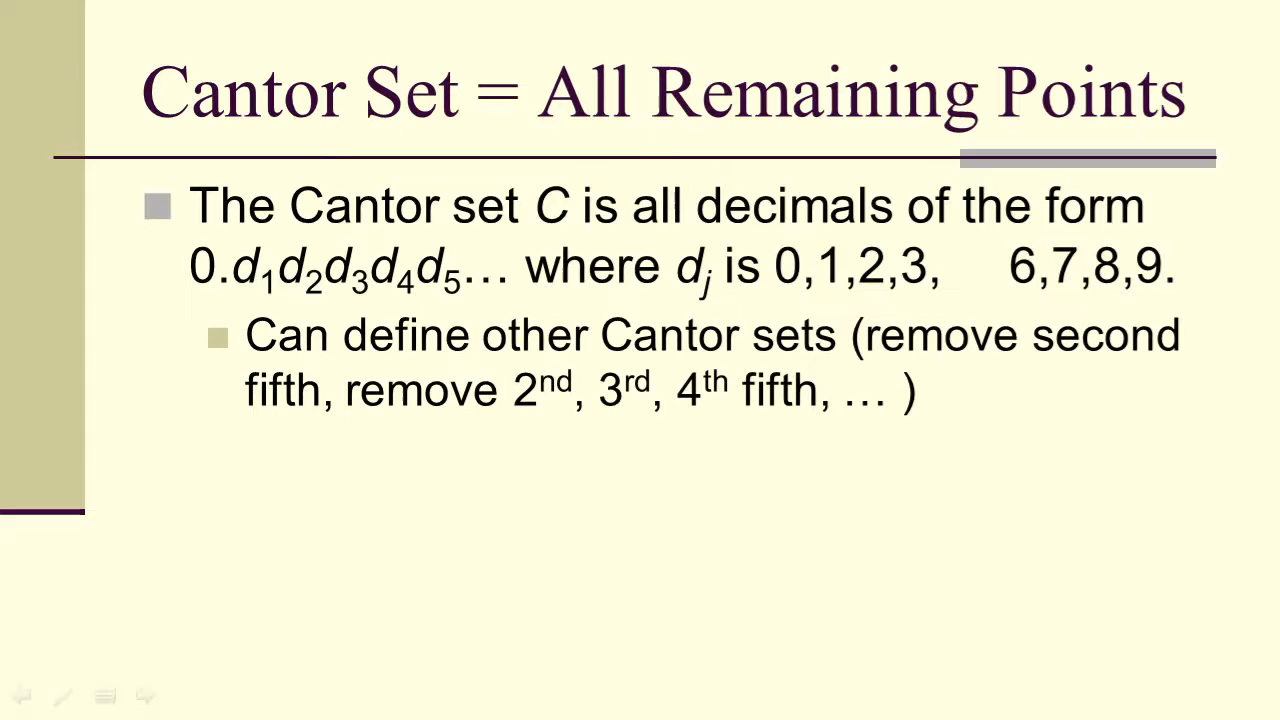 Cantor Set = All Remaining Points
The Cantor set C is all decimals of the form
0.d₁d₂d₃d₄d₅… where dⱼ is 0,1,2,3, 6,7,8,9.
Can define other Cantor sets (remove second
fifth, remove 2ⁿᵈ, 3ʳᵈ, 4ᵗʰ fifth, … )